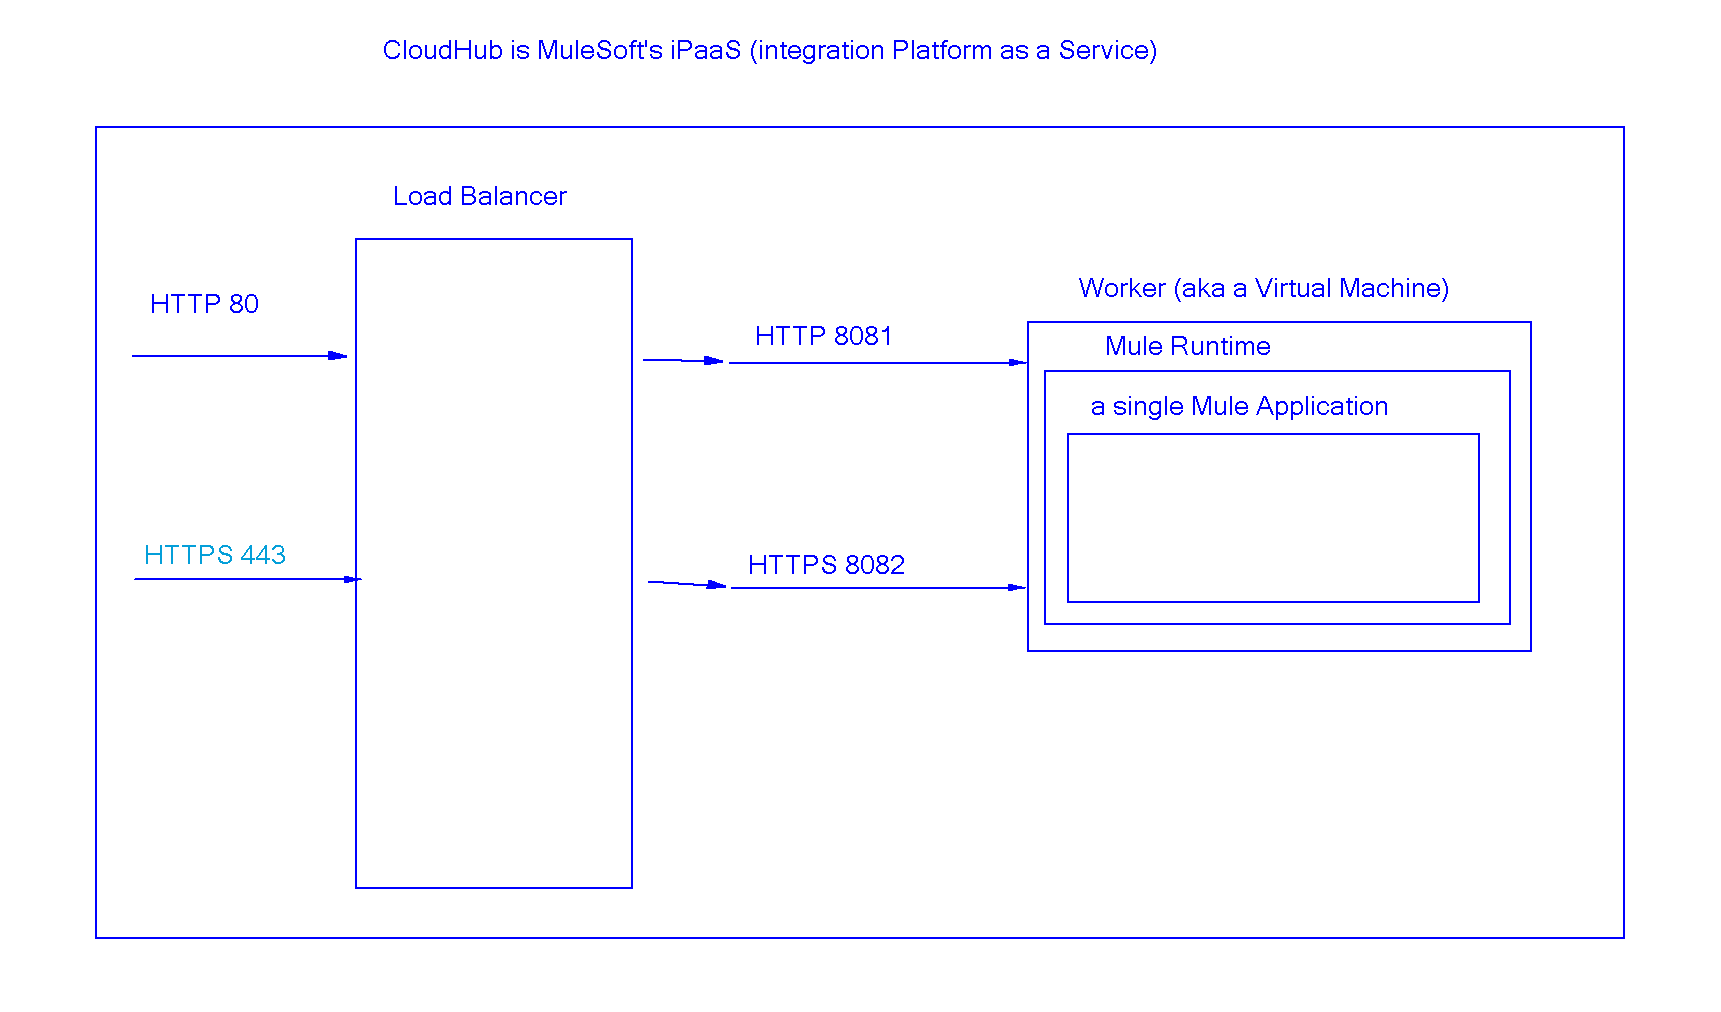 CloudHub is MuleSoft's iPaaS (integration Platform as a Service)
Load Balancer
HTTP 80
HTTP 8081
Worker (aka a Virtual Machine)
Mule Runtime
a single Mule Application
HTTPS 443
HTTPS 8082